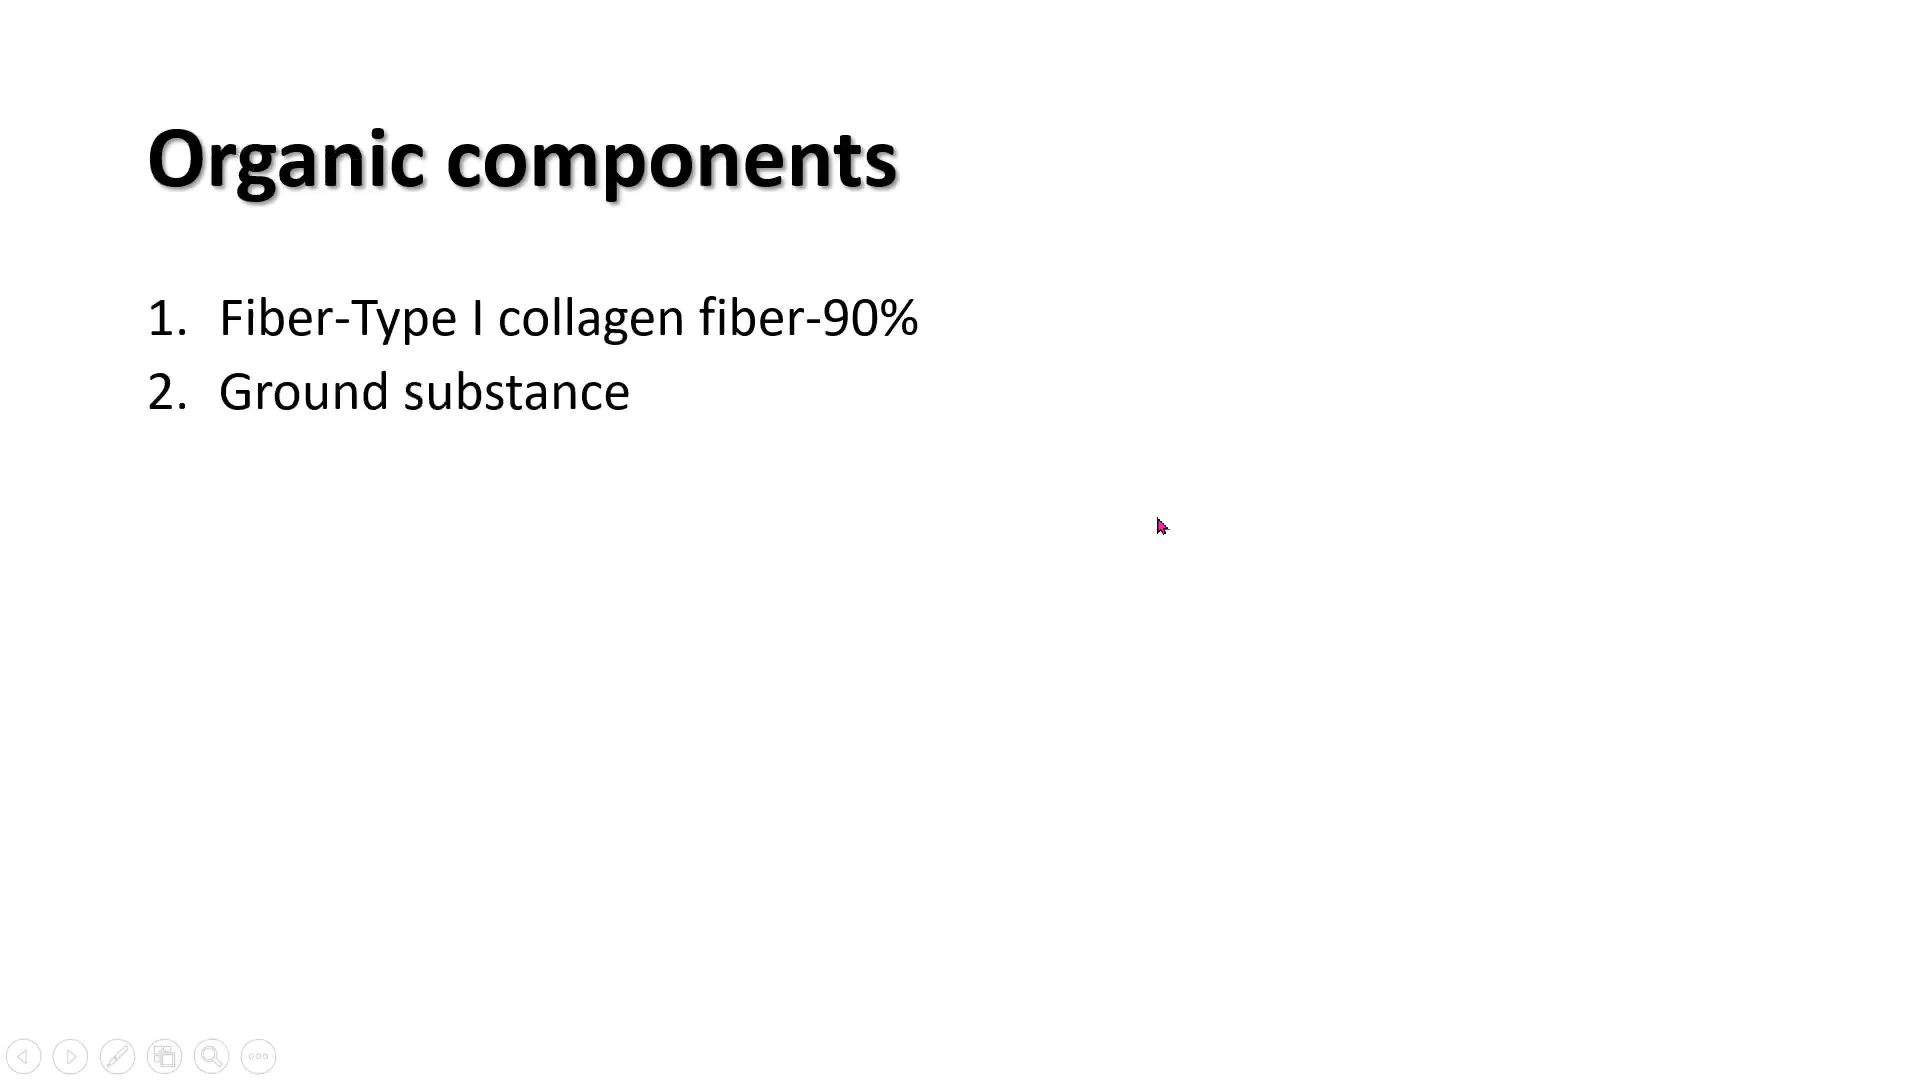 Organic components
1. Fiber-Type I collagen fiber-90%
2. Ground substance